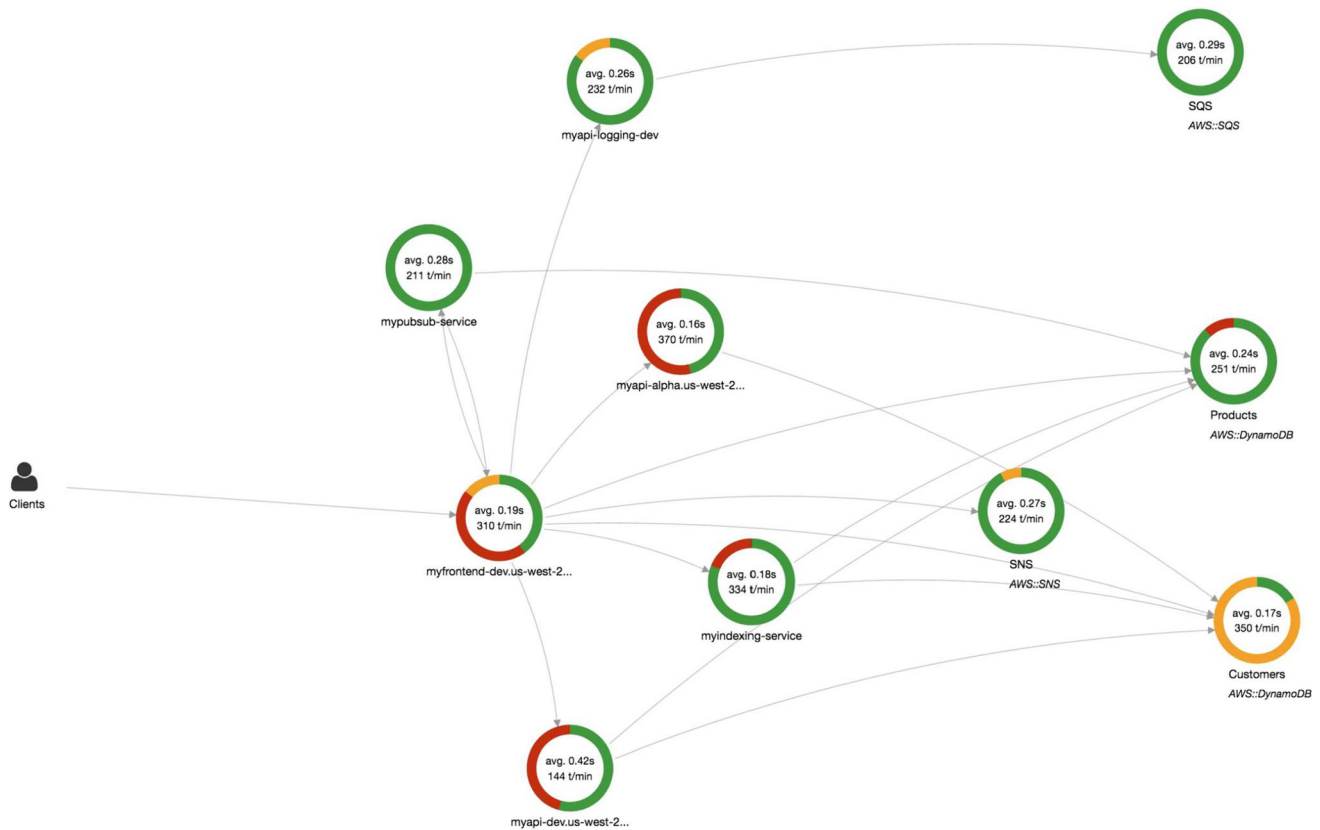 avg. 0.29s
206 t/min
SQS
AWS::SQS
avg. 0.26s
232 t/min
myapi-logging-dev
avg. 0.28s
211 t/min
mypubsub-service
avg. 0.16s
370 t/min
myapi-alpha.us-west-2...
avg. 0.24s
251 t/min
Products
AWS::DynamoDB
Clients
avg. 0.19s
310 t/min
myfrontend-dev.us-west-2...
avg. 0.27s
224 t/min
SNS
AWS::SNS
avg. 0.18s
334 t/min
myindexing-service
avg. 0.17s
350 t/min
Customers
AWS::DynamoDB
avg. 0.42s
144 t/min
myapi-dev.us-west-2...